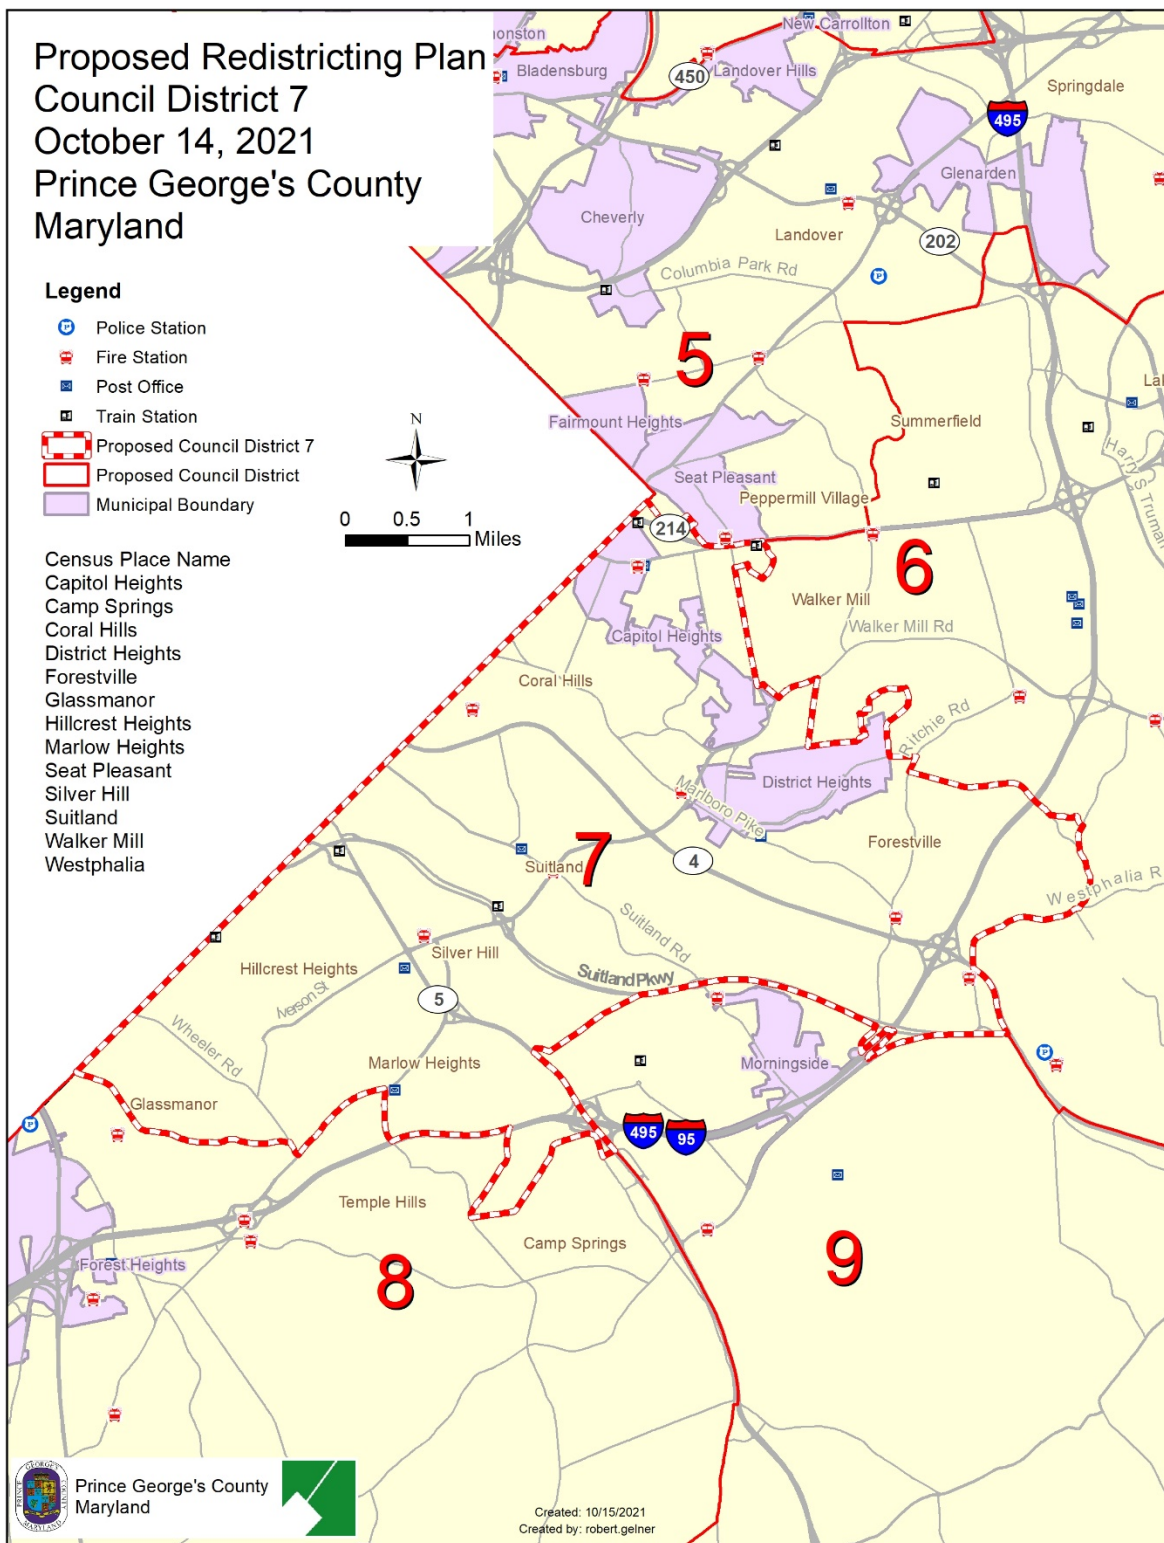 Proposed Redistricting Plan
Council District 7
October 14, 2021
Prince George's County
Maryland
Legend
Police Station
Fire Station
Post Office
Train Station
Proposed Council District 7
Proposed Council District
Municipal Boundary
N
0 0.5 1
Miles
Census Place Name
Capitol Heights
Camp Springs
Coral Hills
District Heights
Forestville
Glassmanor
Hillcrest Heights
Marlow Heights
Seat Pleasant
Silver Hill
Suitland
Walker Mill
Westphalia
New Carrollton
Bladensburg
450
Landover Hills
Springdale
495
Glenarden
Cheverly
Landover
202
Columbia Park Rd
5
Fairmount Heights
Summerfield
Harry S Truman
Seat Pleasant
Peppermill Village
214
6
Walker Mill
Walker Mill Rd
Capitol Heights
Coral Hills
Ritchie Rd
District Heights
Marlboro Pike
Forestville
7
Suitland
4
Westphalia R
Suitland Rd
Silver Hill
Hillcrest Heights
Suitland Pkwy
Iverson St
5
Wheeler Rd
Marlow Heights
Morningside
Glassmanor
495
95
Temple Hills
Camp Springs
Forest Heights
8
9
Prince George's County
Maryland
Created: 10/15/2021
Created by: robert.gelner